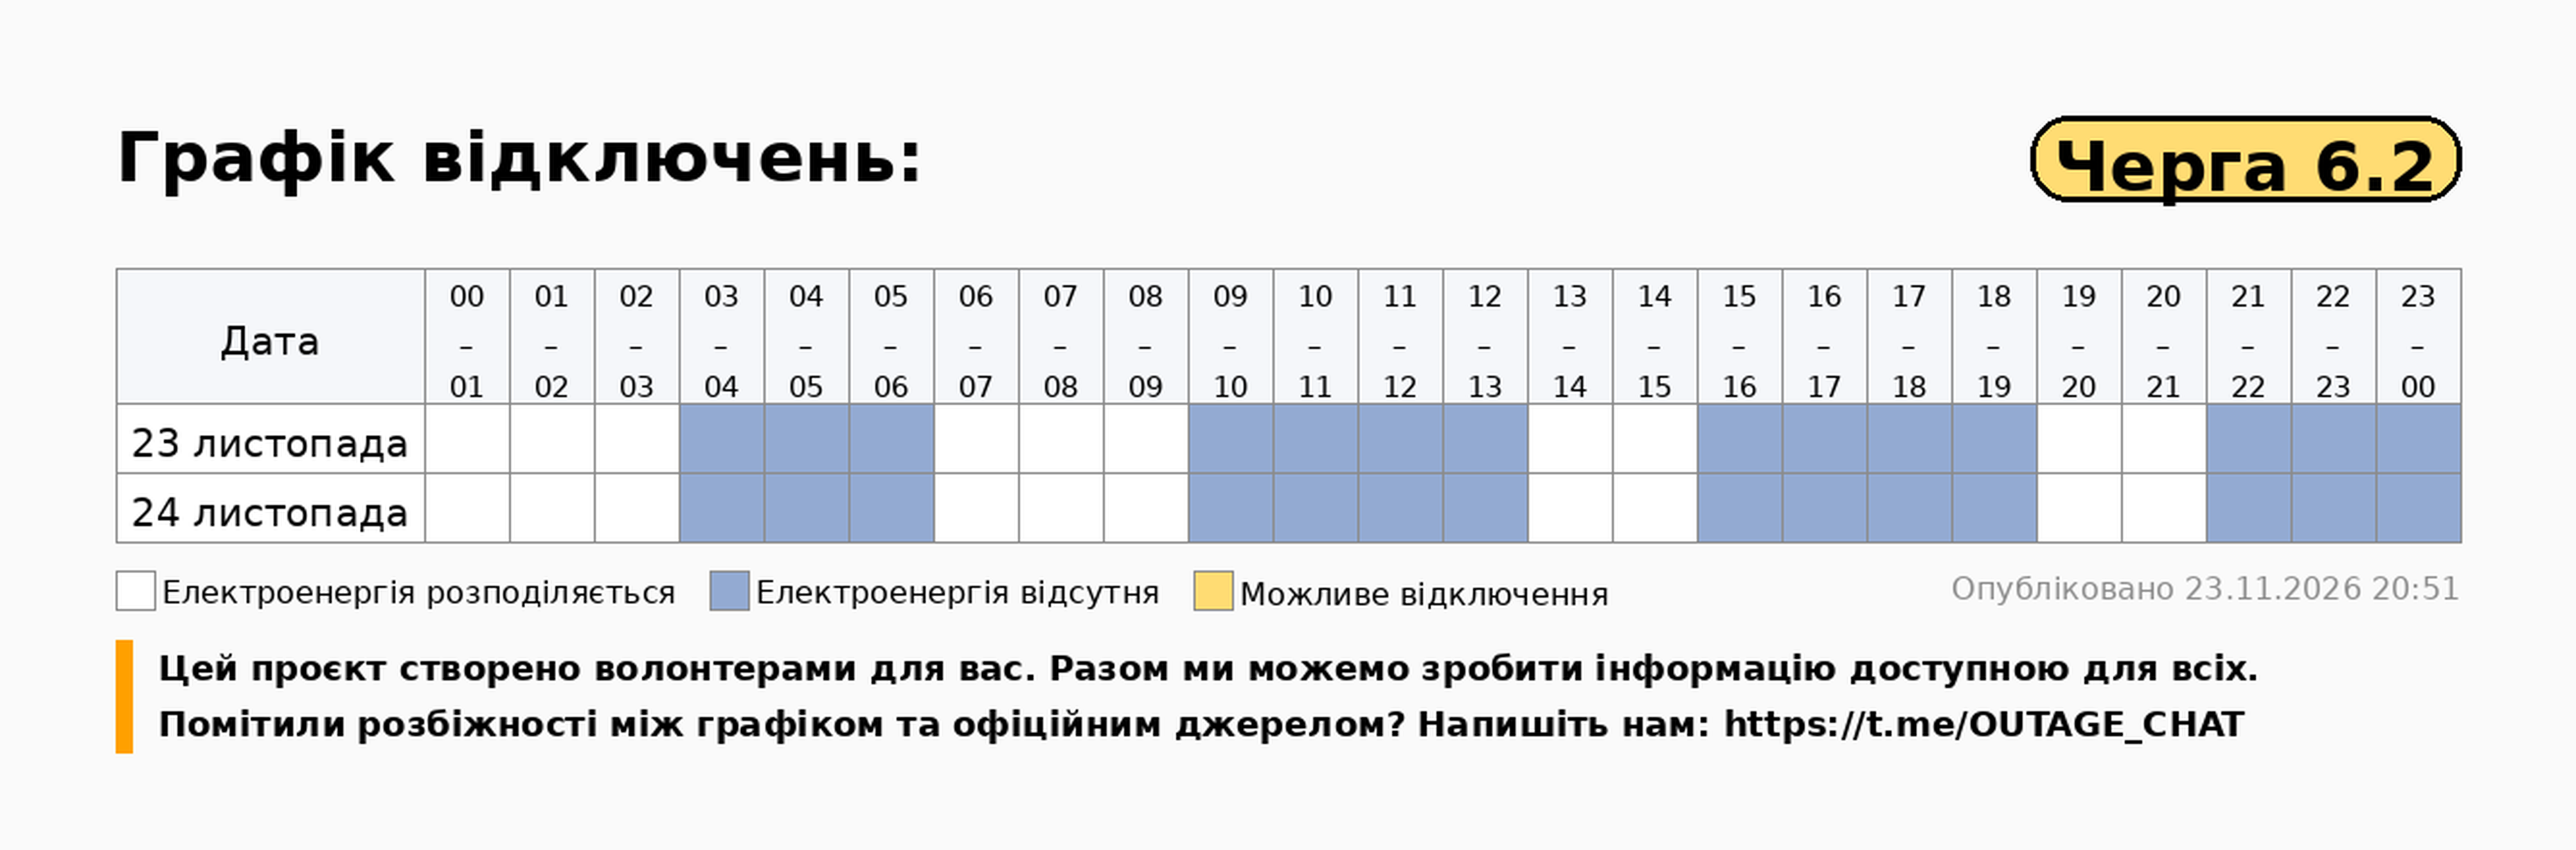 Графік відключень:
Черга 6.2
Дата 00 – 01 01 – 02 02 – 03 03 – 04 04 – 05 05 – 06 06 – 07 07 – 08 08 – 09 09 – 10 10 – 11 11 – 12 12 – 13 13 – 14 14 – 15 15 – 16 16 – 17 17 – 18 18 – 19 19 – 20 20 – 21 21 – 22 22 – 23 23 – 00
23 листопада
24 листопада
Електроенергія розподіляється Електроенергія відсутня Можливе відключення
Опубліковано 23.11.2026 20:51
Цей проєкт створено волонтерами для вас. Разом ми можемо зробити інформацію доступною для всіх.
Помітили розбіжності між графіком та офіційним джерелом? Напишіть нам: https://t.me/OUTAGE_CHAT